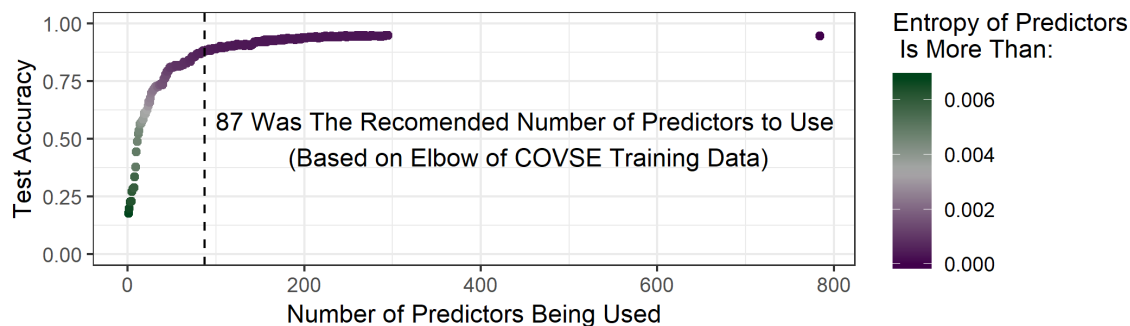 1.00
0.75
0.50
0.25
0.00
Test Accuracy
87 Was The Recomended Number of Predictors to Use
(Based on Elbow of COVSE Training Data)
0
200
400
600
800
Number of Predictors Being Used
Entropy of Predictors
Is More Than:
0.006
0.004
0.002
0.000